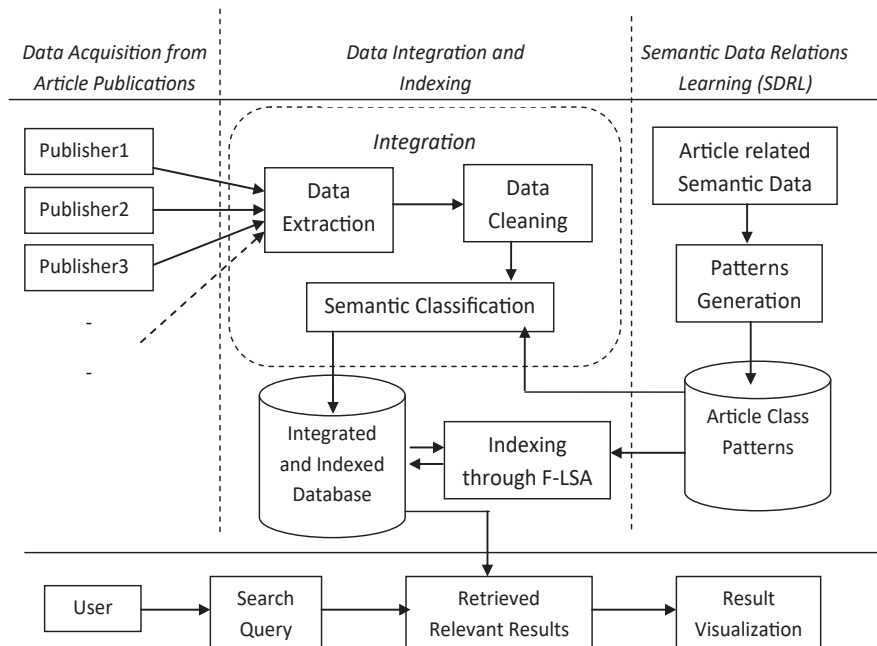 Data Acquisition from
Article Publications
Data Integration and
Indexing
Semantic Data Relations
Learning (SDRL)
Publisher1
Publisher2
Publisher3
-
-
Integration
Data
Extraction
Data
Cleaning
Semantic Classification
Article related
Semantic Data
Patterns
Generation
Article Class
Patterns
Integrated
and Indexed
Database
Indexing
through F-LSA
User
Search
Query
Retrieved
Relevant Results
Result
Visualization